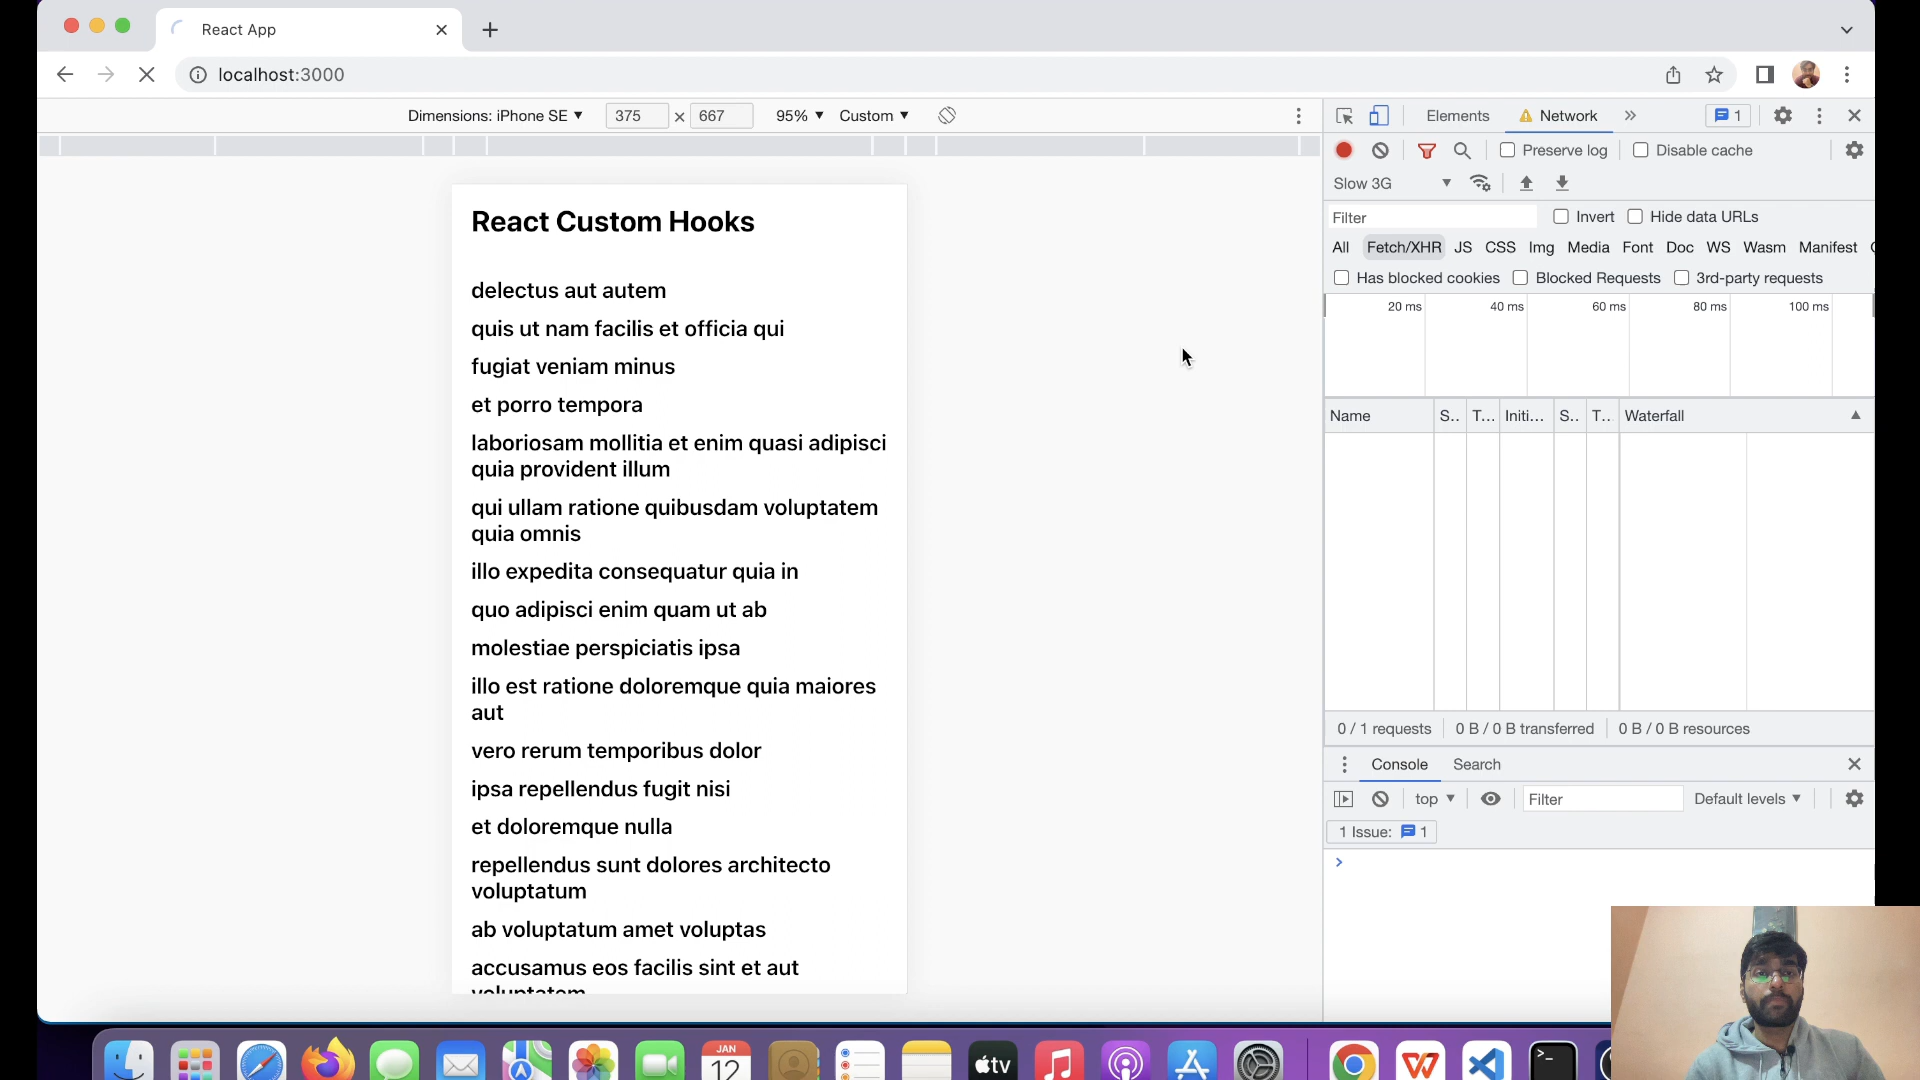 React App
localhost:3000
Dimensions: iPhone SE ▼ 375 × 667 95% ▼ Custom ▼
React Custom Hooks
delectus aut autem
quis ut nam facilis et officia qui
fugiat veniam minus
et porro tempora
laboriosam mollitia et enim quasi adipisci
quia provident illum
qui ullam ratione quibusdam voluptatem
quia omnis
illo expedita consequatur quia in
quo adipisci enim quam ut ab
molestiae perspiciatis ipsa
illo est ratione doloremque quia maiores
aut
vero rerum temporibus dolor
ipsa repellendus fugit nisi
et doloremque nulla
repellendus sunt dolores architecto
voluptatum
ab voluptatum amet voluptas
accusamus eos facilis sint et aut
voluptatem
Elements Network 1
Preserve log Disable cache
Slow 3G ▼
Filter Invert Hide data URLs
All Fetch/XHR JS CSS Img Media Font Doc WS Wasm Manifest
Has blocked cookies Blocked Requests 3rd-party requests
20 ms 40 ms 60 ms 80 ms 100 ms
Name S.. T... Initi... S.. T.. Waterfall ▲
0 / 1 requests 0 B / 0 B transferred 0 B / 0 B resources
Console Search
top ▼ Filter Default levels ▼
1 Issue: 1
>
JAN
12
tv